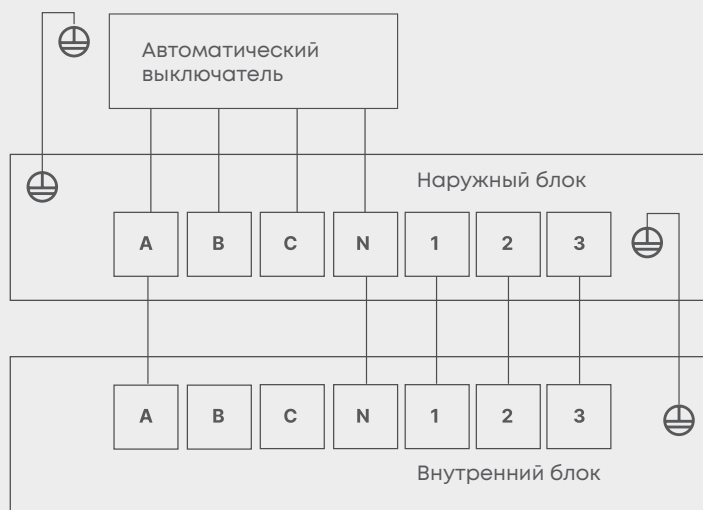 Автоматический
выключатель
Наружный блок
A B C N 1 2 3
A B C N 1 2 3
Внутренний блок